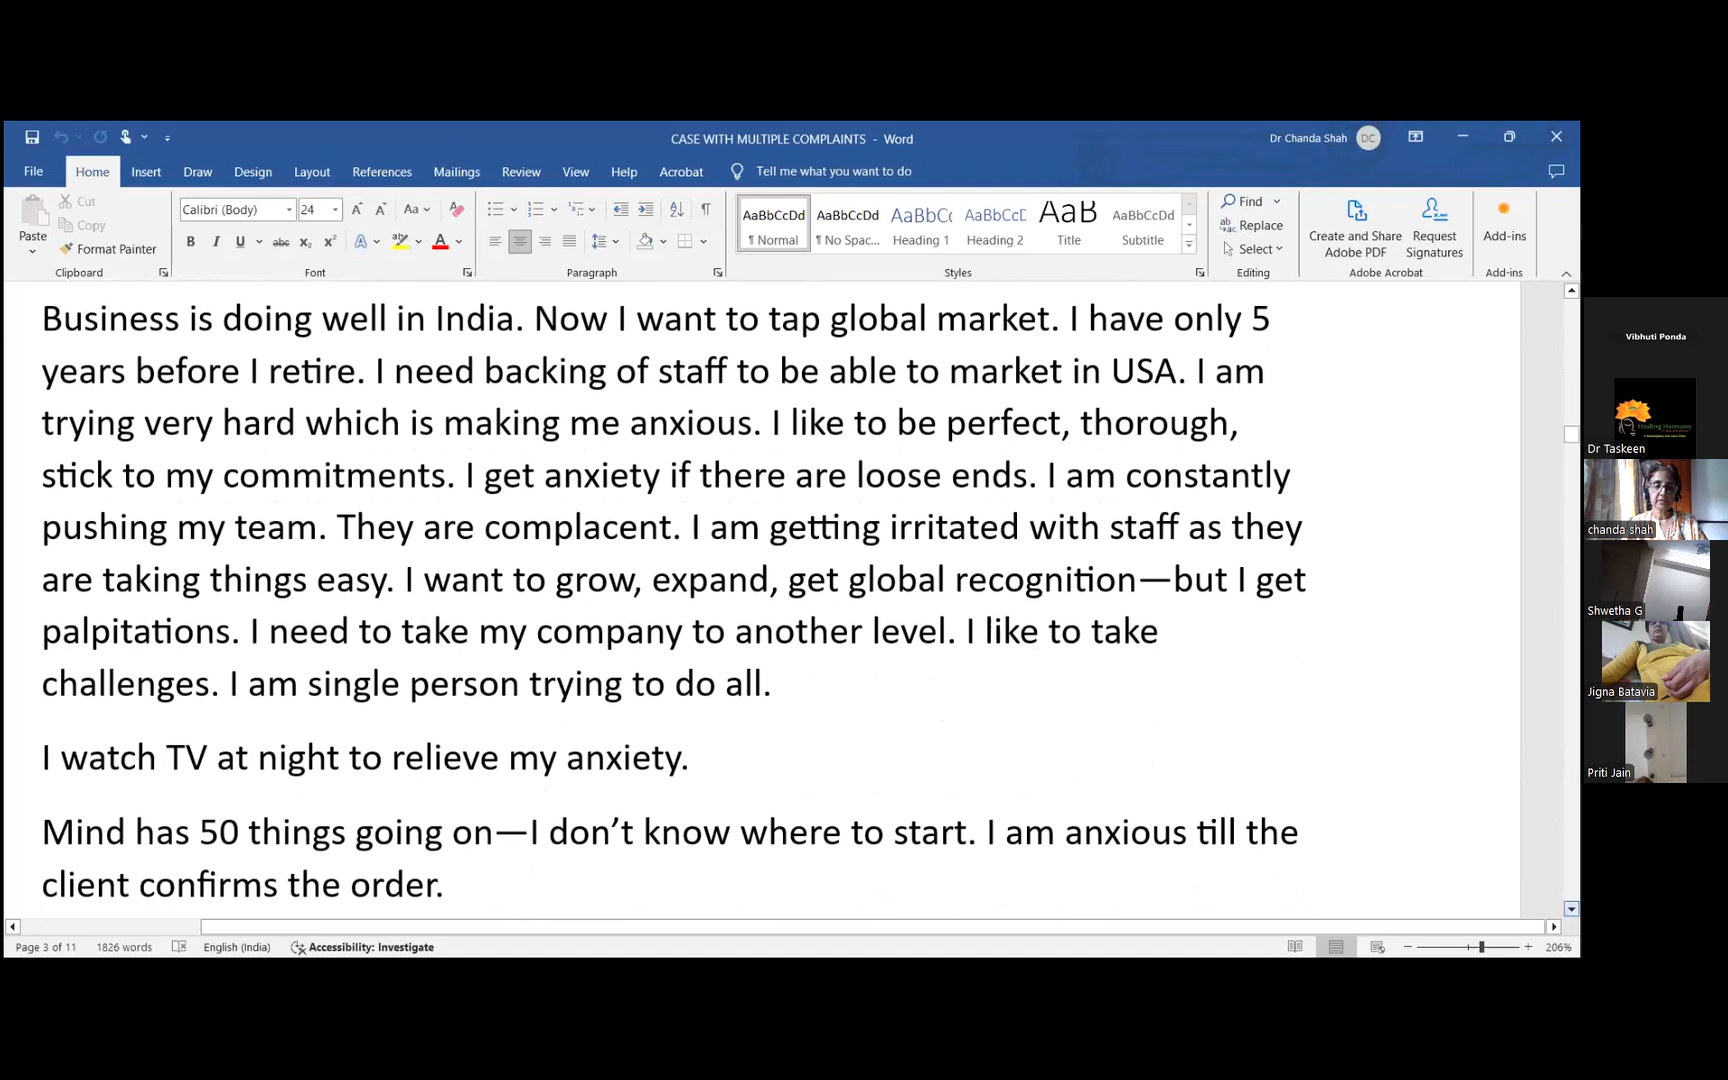 CASE WITH MULTIPLE COMPLAINTS - Word
Dr Chanda Shah
DC
File Home Insert Draw Design Layout References Mailings Review View Help Acrobat Tell me what you want to do
Paste
Cut
Copy
Format Painter
Clipboard
Calibri (Body) 24
Font
Paragraph
AaBbCcDd AaBbCcDd AaBbCc AaBbCcD AaB AaBbCcDd
¶ Normal ¶ No Spac... Heading 1 Heading 2 Title Subtitle
Styles
Find
Replace
Select
Editing
Create and Share Adobe PDF
Request Signatures
Adobe Acrobat
Add-ins
Add-ins
Business is doing well in India. Now I want to tap global market. I have only 5
years before I retire. I need backing of staff to be able to market in USA. I am
trying very hard which is making me anxious. I like to be perfect, thorough,
stick to my commitments. I get anxiety if there are loose ends. I am constantly
pushing my team. They are complacent. I am getting irritated with staff as they
are taking things easy. I want to grow, expand, get global recognition—but I get
palpitations. I need to take my company to another level. I like to take
challenges. I am single person trying to do all.
I watch TV at night to relieve my anxiety.
Mind has 50 things going on—I don’t know where to start. I am anxious till the
client confirms the order.
Page 3 of 11 1826 words English (India) Accessibility: Investigate 206%
Vibhuti Ponda
Healing Harmony
Dr Taskeen
chanda shah
Shwetha G
Jigna Batavia
Priti Jain